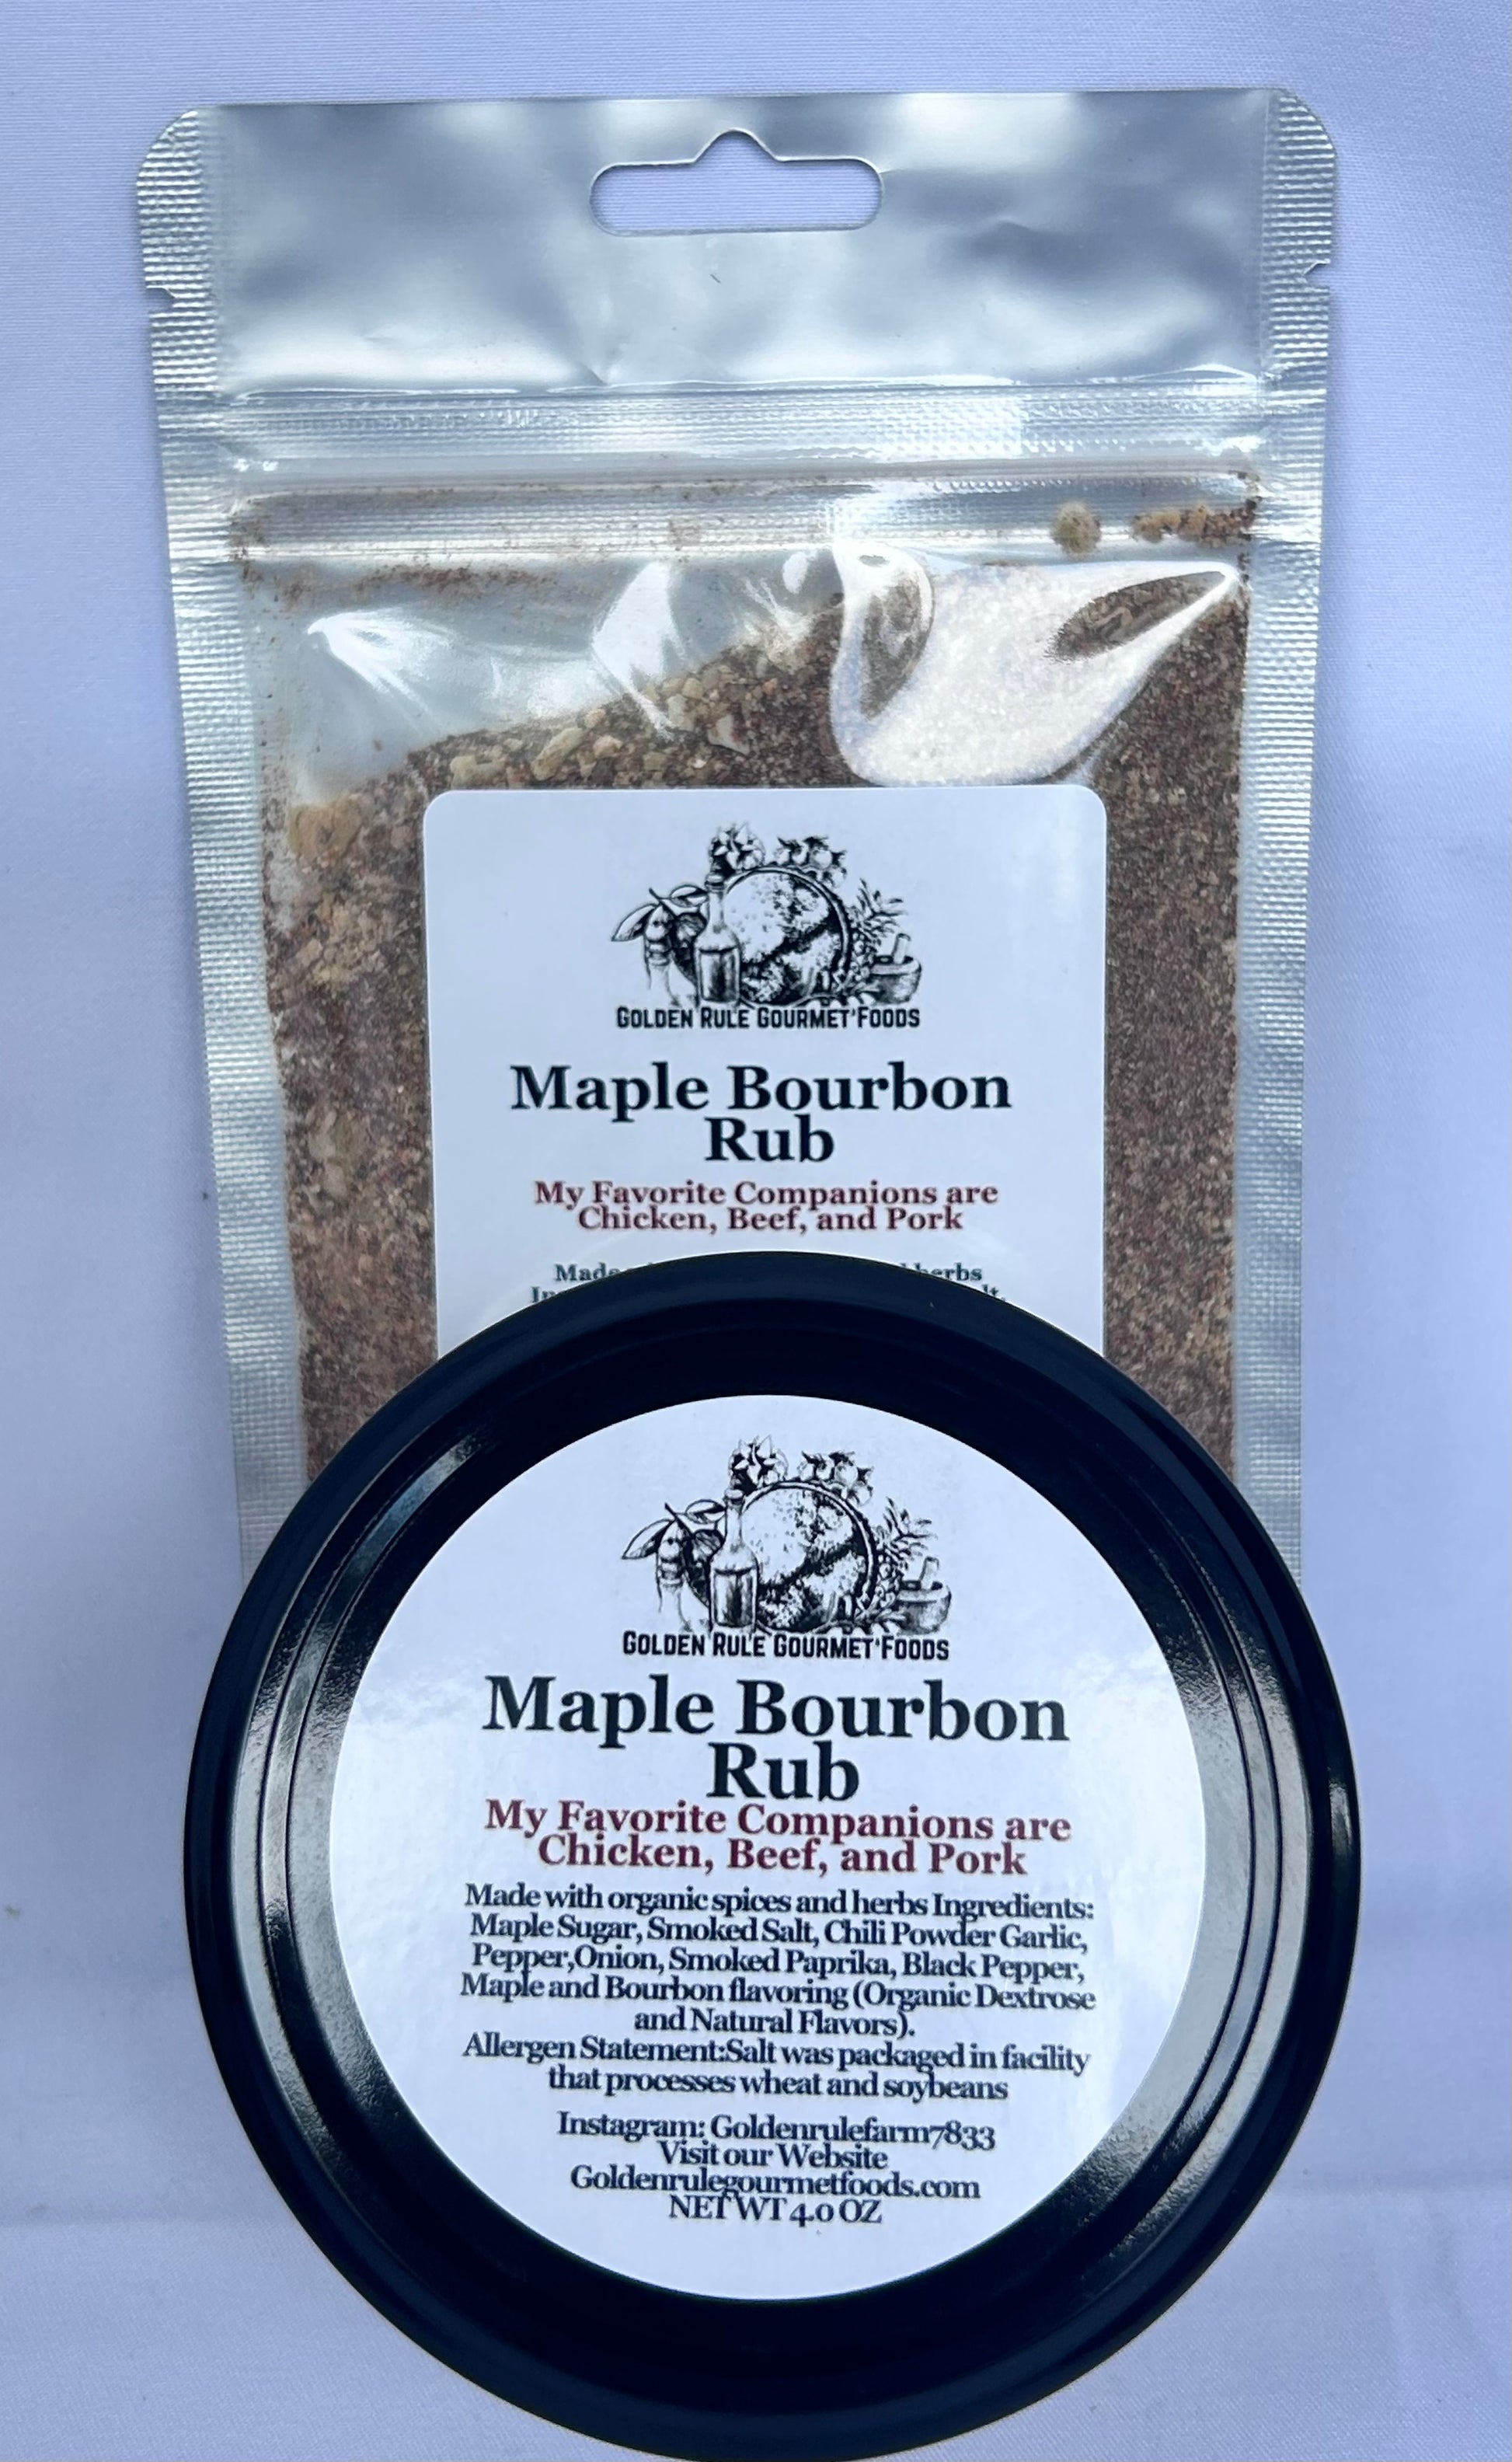 GOLDEN RULE GOURMET FOODS
Maple Bourbon
Rub
My Favorite Companions are
Chicken, Beef, and Pork
GOLDEN RULE GOURMET FOODS
Maple Bourbon
Rub
My Favorite Companions are
Chicken, Beef, and Pork
Made with organic spices and herbs Ingredients:
Maple Sugar, Smoked Salt, Chili Powder Garlic,
Pepper,Onion, Smoked Paprika, Black Pepper,
Maple and Bourbon flavoring (Organic Dextrose
and Natural Flavors).
Allergen Statement:Salt was packaged in facility
that processes wheat and soybeans
Instagram: Goldenrulefarm7833
Visit our Website
Goldenrulegourmetfoods.com
NET WT 4.0 OZ